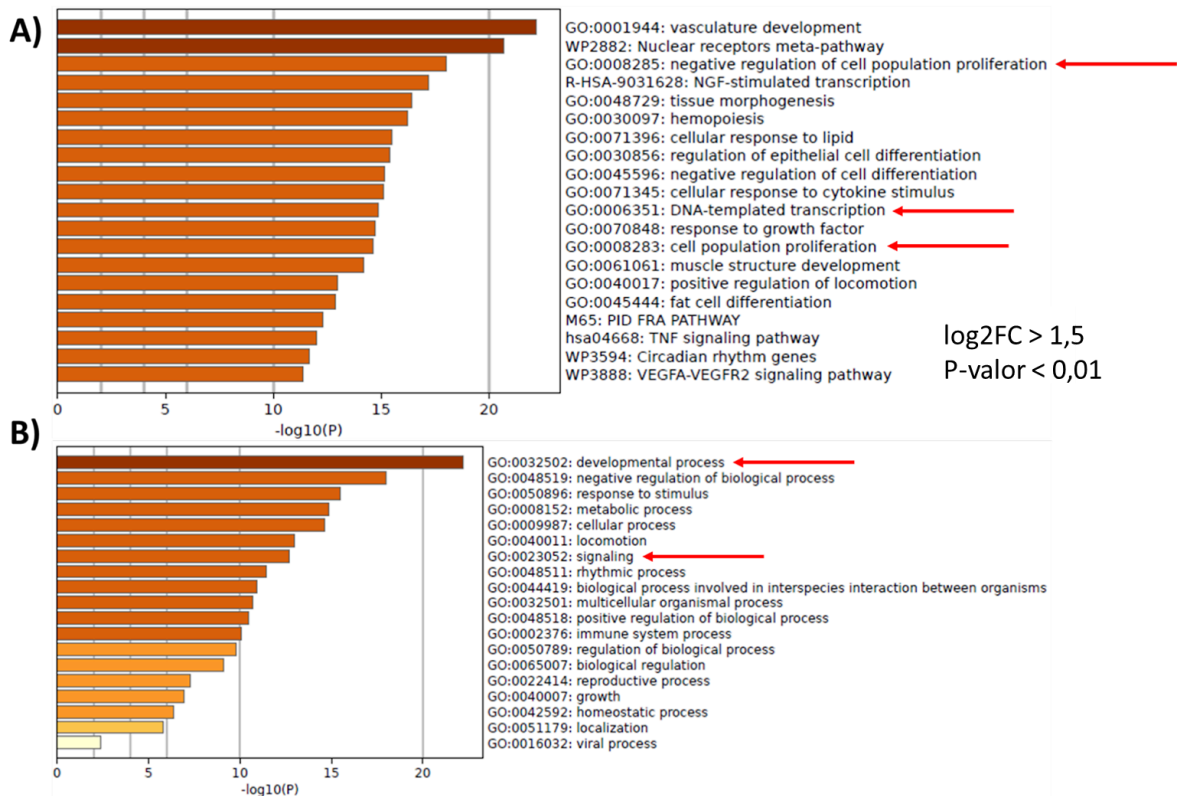 A)
GO:0001944: vasculature development
WP2882: Nuclear receptors meta-pathway
GO:0008285: negative regulation of cell population proliferation
R-HSA-9031628: NGF-stimulated transcription
GO:0048729: tissue morphogenesis
GO:0030097: hemopoiesis
GO:0071396: cellular response to lipid
GO:0030856: regulation of epithelial cell differentiation
GO:0045596: negative regulation of cell differentiation
GO:0071345: cellular response to cytokine stimulus
GO:0006351: DNA-templated transcription
GO:0070848: response to growth factor
GO:0008283: cell population proliferation
GO:0061061: muscle structure development
GO:0040017: positive regulation of locomotion
GO:0045444: fat cell differentiation
M65: PID FRA PATHWAY
hsa04668: TNF signaling pathway
WP3594: Circadian rhythm genes
WP3888: VEGFA-VEGFR2 signaling pathway
log2FC > 1,5
P-valor < 0,01
0 5 10 15 20
-log10(P)
B)
GO:0032502: developmental process
GO:0048519: negative regulation of biological process
GO:0050896: response to stimulus
GO:0008152: metabolic process
GO:0009987: cellular process
GO:0040011: locomotion
GO:0023052: signaling
GO:0048511: rhythmic process
GO:0044419: biological process involved in interspecies interaction between organisms
GO:0032501: multicellular organismal process
GO:0048518: positive regulation of biological process
GO:0002376: immune system process
GO:0050789: regulation of biological process
GO:0065007: biological regulation
GO:0022414: reproductive process
GO:0040007: growth
GO:0042592: homeostatic process
GO:0051179: localization
GO:0016032: viral process
0 5 10 15 20
-log10(P)